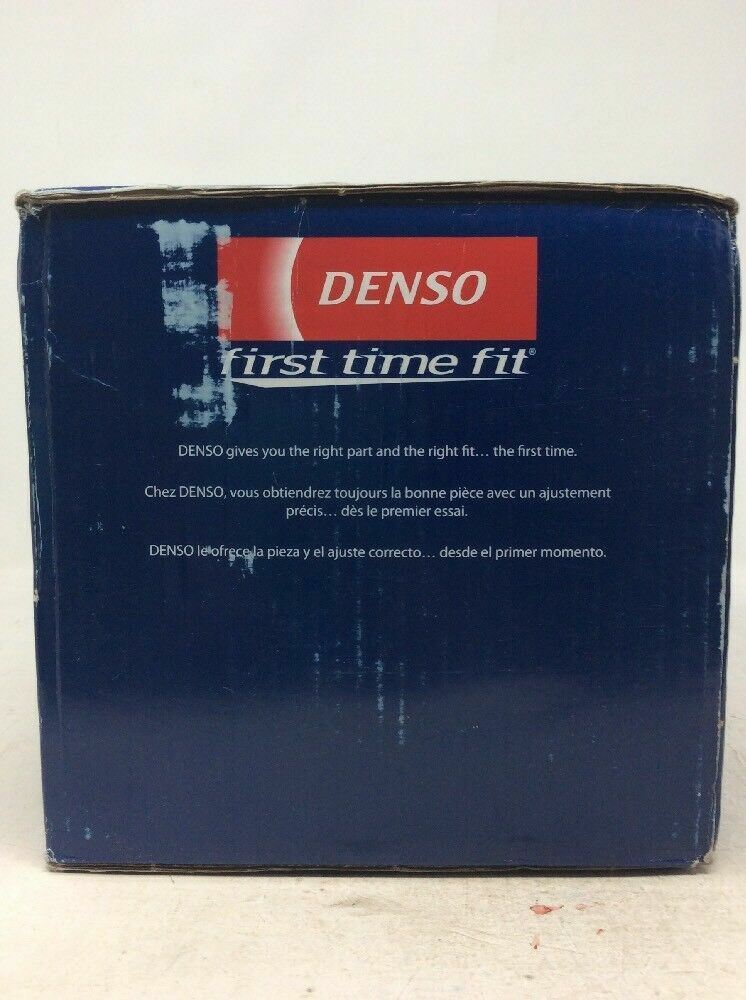 DENSO
first time fit®
DENSO gives you the right part and the right fit... the first time.
Chez DENSO, vous obtiendrez toujours la bonne pièce avec un ajustement
précis... dès le premier essai.
DENSO le ofrece la pieza y el ajuste correcto... desde el primer momento.